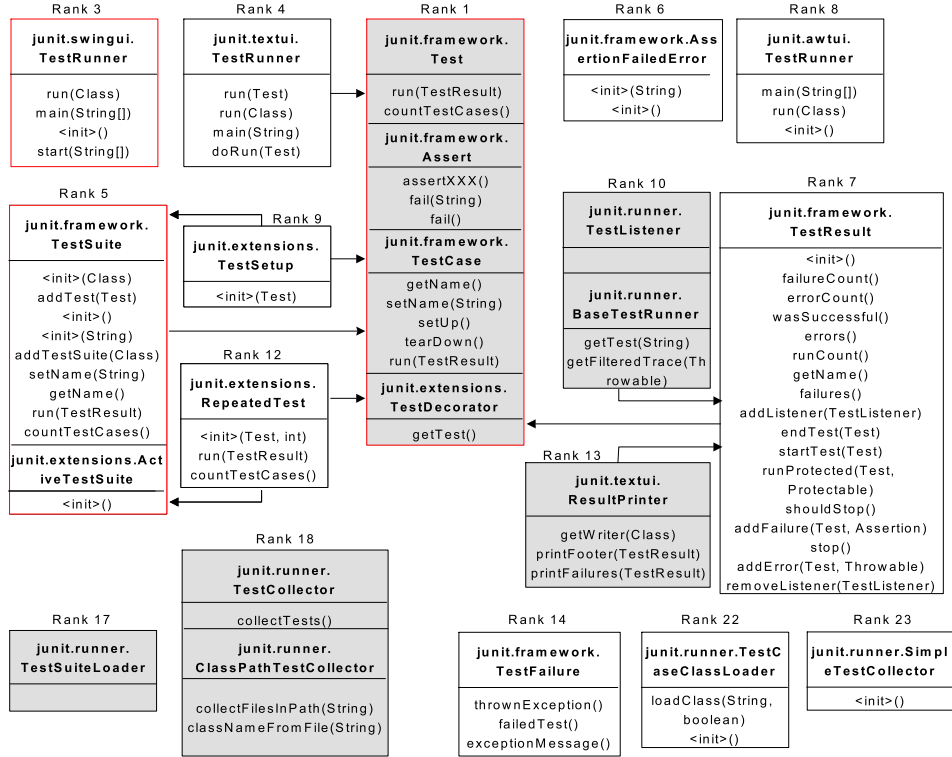 Rank 3
junit.swingui.
TestRunner
run(Class)
main(String[])
<init>()
start(String[])
Rank 4
junit.textui.
TestRunner
run(Test)
run(Class)
main(String)
doRun(Test)
Rank 1
junit.framework.
Test
run(TestResult)
countTestCases()
junit.framework.
Assert
assertXXX()
fail(String)
fail()
junit.framework.
TestCase
getName()
setName(String)
setUp()
tearDown()
run(TestResult)
junit.extensions.
TestDecorator
getTest()
Rank 6
junit.framework.Ass
ertionFailedError
<init>(String)
<init>()
Rank 8
junit.awtui.
TestRunner
main(String[])
run(Class)
<init>()
Rank 5
junit.framework.
TestSuite
<init>(Class)
addTest(Test)
<init>()
<init>(String)
addTestSuite(Class)
setName(String)
getName()
run(TestResult)
countTestCases()
junit.extensions.Act
iveTestSuite
<init>()
Rank 9
junit.extensions.
TestSetup
<init>(Test)
Rank 12
junit.extensions.
RepeatedTest
<init>(Test, int)
run(TestResult)
countTestCases()
Rank 10
junit.runner.
TestListener
junit.runner.
BaseTestRunner
getTest(String)
getFilteredTrace(Th
rowable)
Rank 7
junit.framework.
TestResult
<init>()
failureCount()
errorCount()
wasSuccessful()
errors()
runCount()
getName()
failures()
addListener(TestListener)
endTest(Test)
startTest(Test)
runProtected(Test,
Protectable)
shouldStop()
addFailure(Test, Assertion)
stop()
addError(Test, Throwable)
removeListener(TestListener)
Rank 13
junit.textui.
ResultPrinter
getWriter(Class)
printFooter(TestResult)
printFailures(TestResult)
Rank 17
junit.runner.
TestSuiteLoader
Rank 18
junit.runner.
TestCollector
collectTests()
junit.runner.
ClassPathTestCollector
collectFilesInPath(String)
classNameFromFile(String)
Rank 14
junit.framework.
TestFailure
thrownException()
failedTest()
exceptionMessage()
Rank 22
junit.runner.TestC
aseClassLoader
loadClass(String,
boolean)
<init>()
Rank 23
junit.runner.Simpl
eTestCollector
<init>()